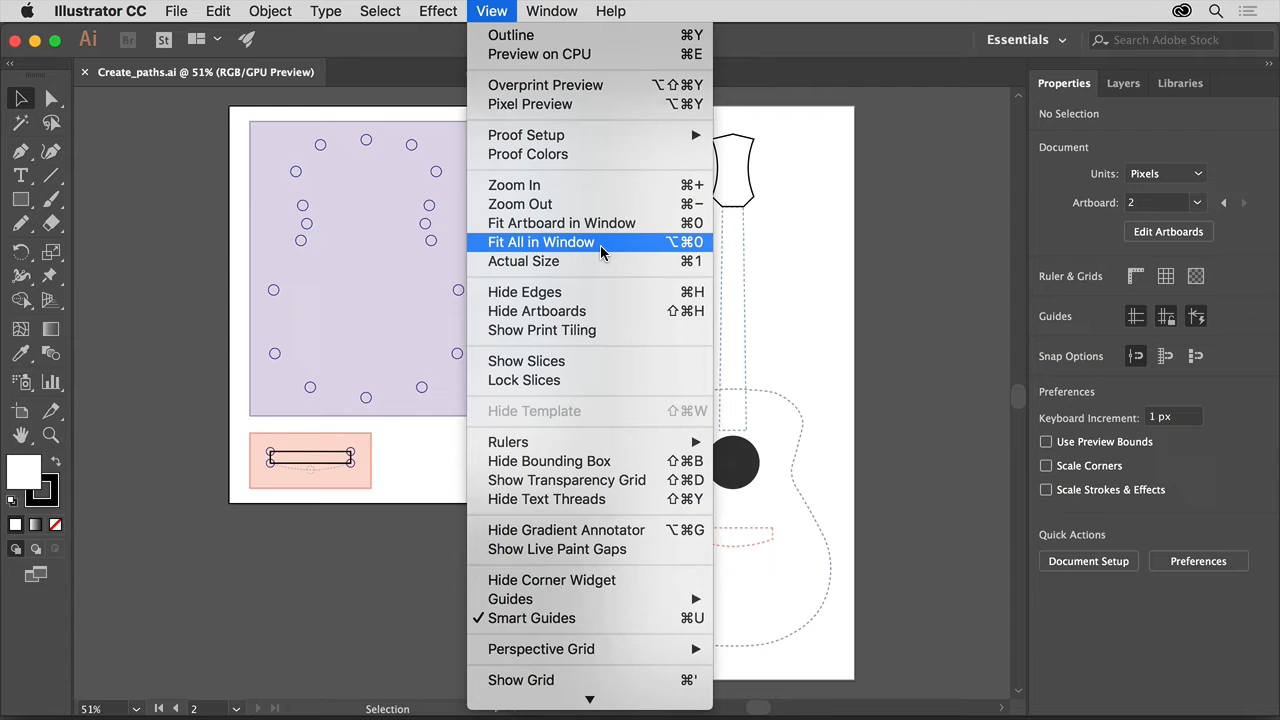 Illustrator CC File Edit Object Type Select Effect View Window Help
Ai Br St Essentials Search Adobe Stock
× Create_paths.ai @ 51% (RGB/GPU Preview)
Outline ⌘Y
Preview on CPU ⌘E
Overprint Preview ⌥⇧⌘Y
Pixel Preview ⌥⌘Y
Proof Setup ▶
Proof Colors
Zoom In ⌘+
Zoom Out ⌘−
Fit Artboard in Window ⌘0
Fit All in Window ⌥⌘0
Actual Size ⌘1
Hide Edges ⌘H
Hide Artboards ⇧⌘H
Show Print Tiling
Show Slices
Lock Slices
Hide Template ⇧⌘W
Rulers ▶
Hide Bounding Box ⇧⌘B
Show Transparency Grid ⇧⌘D
Hide Text Threads ⇧⌘Y
Hide Gradient Annotator ⌥⌘G
Show Live Paint Gaps
Hide Corner Widget
Guides ▶
✓ Smart Guides ⌘U
Perspective Grid ▶
Show Grid ⌘'
Properties Layers Libraries
No Selection
Document
Units: Pixels
Artboard: 2
Edit Artboards
Ruler & Grids
Guides
Snap Options
Preferences
Keyboard Increment: 1 px
Use Preview Bounds
Scale Corners
Scale Strokes & Effects
Quick Actions
Document Setup Preferences
51% 2 Selection